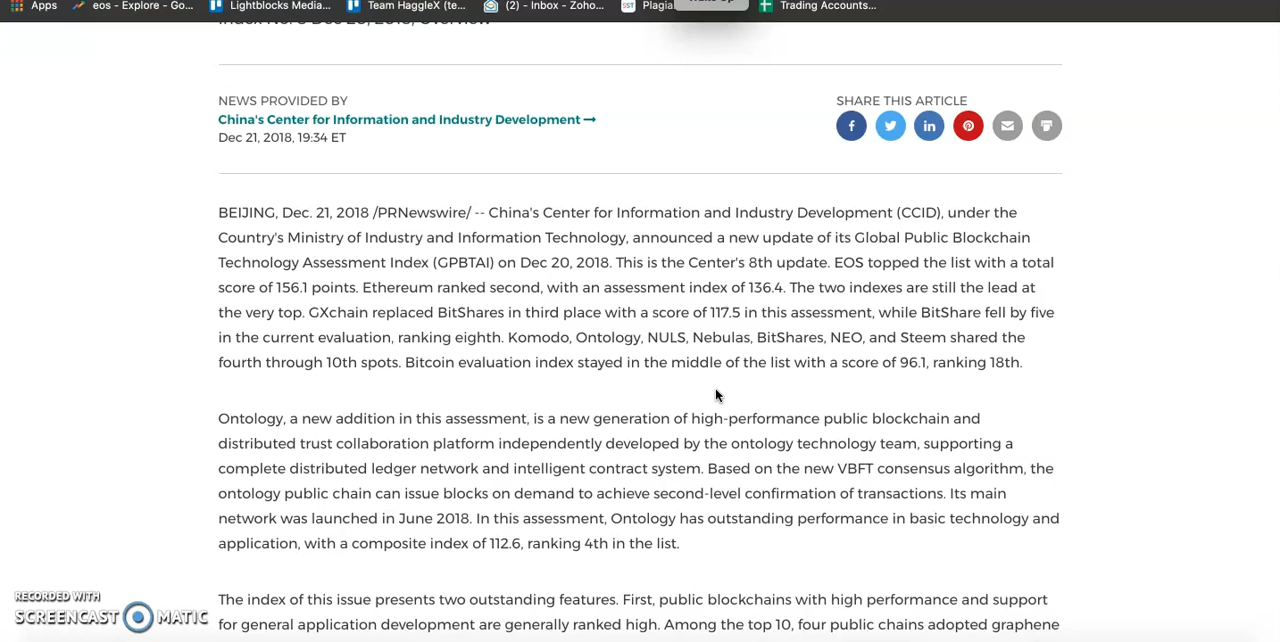 Apps eos - Explore - Go... Lightblocks Media... Team HaggleX (te... (2) - Inbox - Zoho... Plagia Trading Accounts...
Index No. Dec 20, 2018, Overview
NEWS PROVIDED BY
China's Center for Information and Industry Development →
Dec 21, 2018, 19:34 ET
SHARE THIS ARTICLE
BEIJING, Dec. 21, 2018 /PRNewswire/ -- China's Center for Information and Industry Development (CCID), under the
Country's Ministry of Industry and Information Technology, announced a new update of its Global Public Blockchain
Technology Assessment Index (GPBTAI) on Dec 20, 2018. This is the Center's 8th update. EOS topped the list with a total
score of 156.1 points. Ethereum ranked second, with an assessment index of 136.4. The two indexes are still the lead at
the very top. GXchain replaced BitShares in third place with a score of 117.5 in this assessment, while BitShare fell by five
in the current evaluation, ranking eighth. Komodo, Ontology, NULS, Nebulas, BitShares, NEO, and Steem shared the
fourth through 10th spots. Bitcoin evaluation index stayed in the middle of the list with a score of 96.1, ranking 18th.
Ontology, a new addition in this assessment, is a new generation of high-performance public blockchain and
distributed trust collaboration platform independently developed by the ontology technology team, supporting a
complete distributed ledger network and intelligent contract system. Based on the new VBFT consensus algorithm, the
ontology public chain can issue blocks on demand to achieve second-level confirmation of transactions. Its main
network was launched in June 2018. In this assessment, Ontology has outstanding performance in basic technology and
application, with a composite index of 112.6, ranking 4th in the list.
The index of this issue presents two outstanding features. First, public blockchains with high performance and support
for general application development are generally ranked high. Among the top 10, four public chains adopted graphene
RECORDED WITH
SCREENCAST MATIC